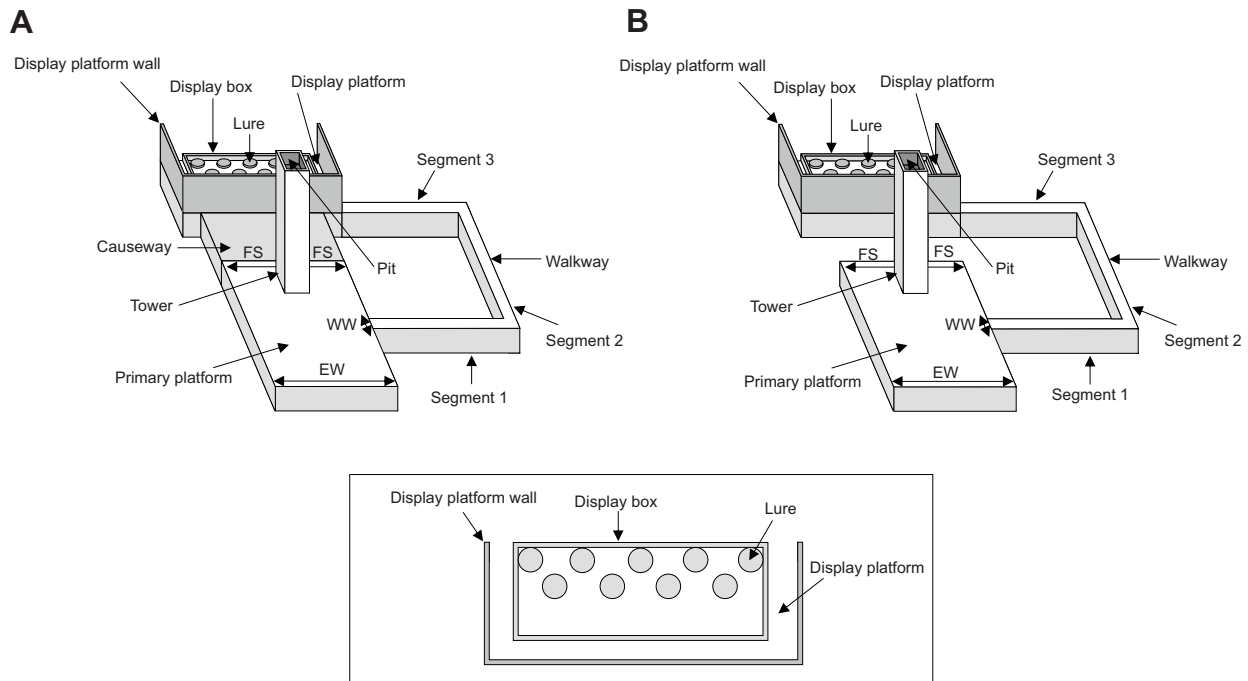 A
Display platform wall
Display box
Display platform
Lure
Segment 3
Causeway
FS
FS
Pit
Walkway
Tower
WW
Segment 2
Primary platform
EW
Segment 1
B
Display platform wall
Display box
Display platform
Lure
Segment 3
FS
FS
Pit
Walkway
Tower
WW
Segment 2
Primary platform
EW
Segment 1
Display platform wall
Display box
Lure
Display platform